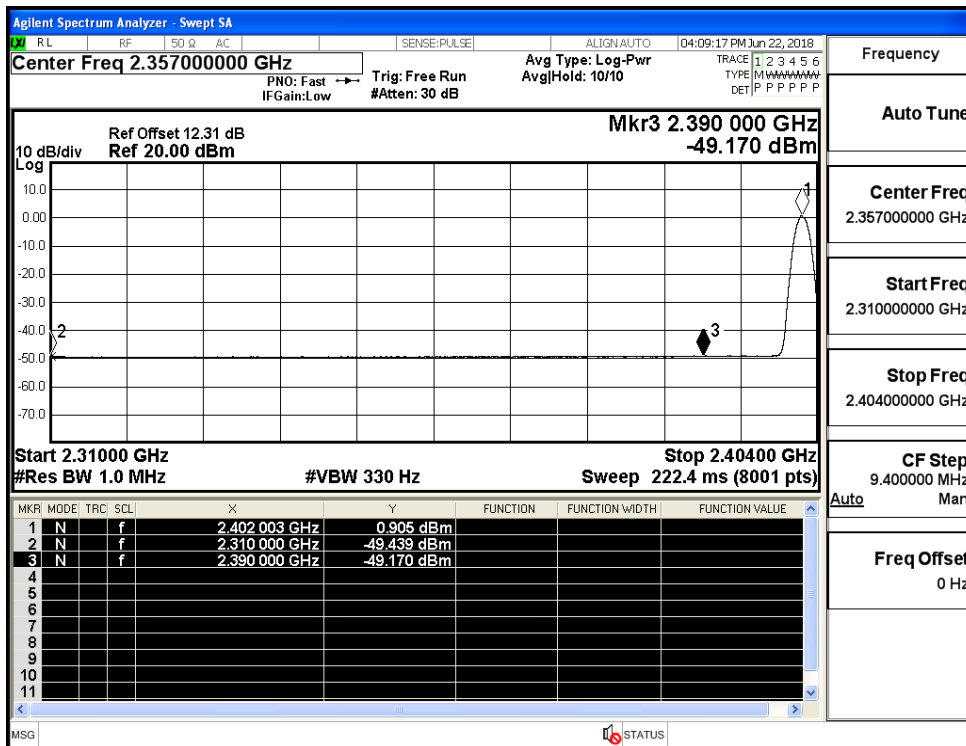 Agilent Spectrum Analyzer - Swept SA
LXI RL RF 50 Ω AC SENSE:PULSE ALIGN AUTO 04:09:17 PM Jun 22, 2018
Center Freq 2.357000000 GHz
PNO: Fast
IFGain:Low
Trig: Free Run
#Atten: 30 dB
Avg Type: Log-Pwr
Avg|Hold: 10/10
TRACE 1 2 3 4 5 6
TYPE M WWWWW
DET P P P P P P
Mkr3 2.390 000 GHz
-49.170 dBm
Ref Offset 12.31 dB
10 dB/div Ref 20.00 dBm
Log
10.0
0.00
-10.0
-20.0
-30.0
-40.0
-50.0
-60.0
-70.0
1
2
3
Start 2.31000 GHz Stop 2.40400 GHz
#Res BW 1.0 MHz #VBW 330 Hz Sweep 222.4 ms (8001 pts)
MKR MODE TRC SCL X Y FUNCTION FUNCTION WIDTH FUNCTION VALUE
1 N f 2.402 003 GHz 0.905 dBm
2 N f 2.310 000 GHz -49.439 dBm
3 N f 2.390 000 GHz -49.170 dBm
4
5
6
7
8
9
10
11
MSG STATUS
Frequency
Auto Tune
Center Freq
2.357000000 GHz
Start Freq
2.310000000 GHz
Stop Freq
2.404000000 GHz
CF Step
9.400000 MHz
Auto Man
Freq Offset
0 Hz